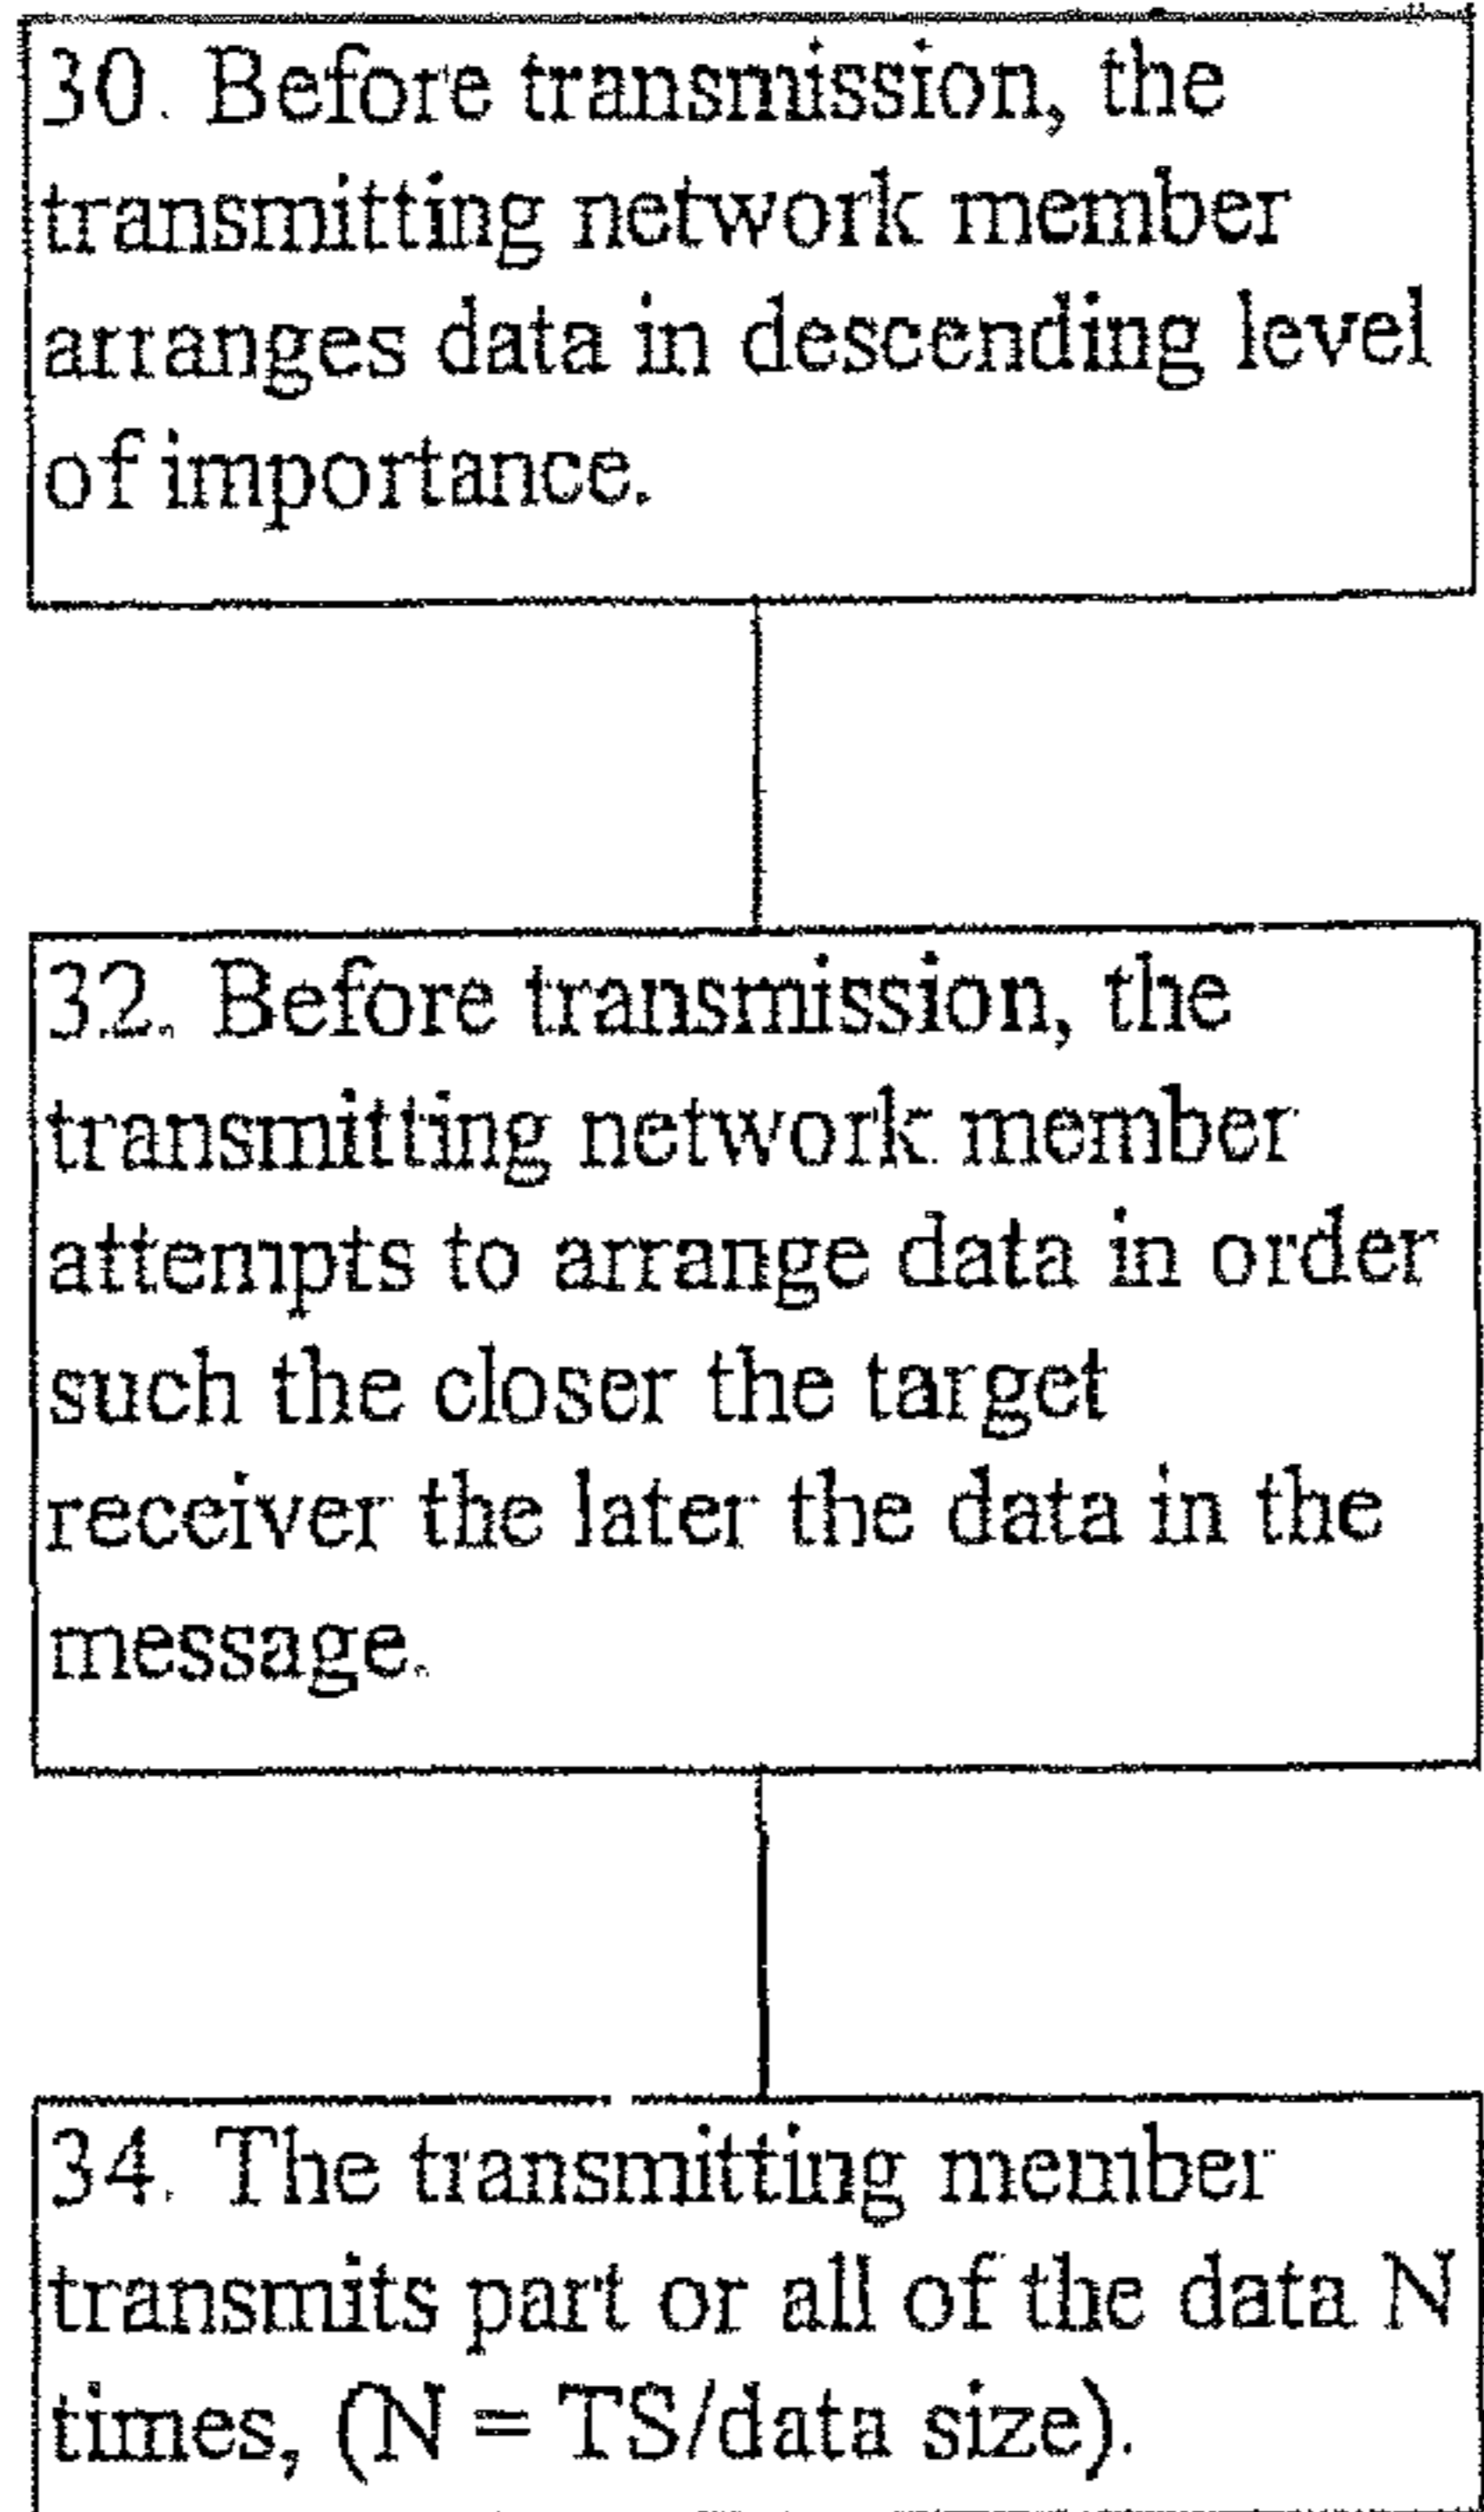 30. Before transmission, the
transmitting network member
arranges data in descending level
of importance.
32. Before transmission, the
transmitting network member
attempts to arrange data in order
such the closer the target
receiver the later the data in the
message.
34. The transmitting member
transmits part or all of the data N
times, (N = TS/data size).